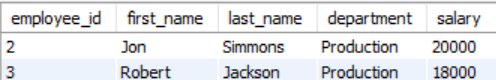 employee_id first_name last_name department salary
2 Jon Simmons Production 20000
3 Robert Jackson Production 18000